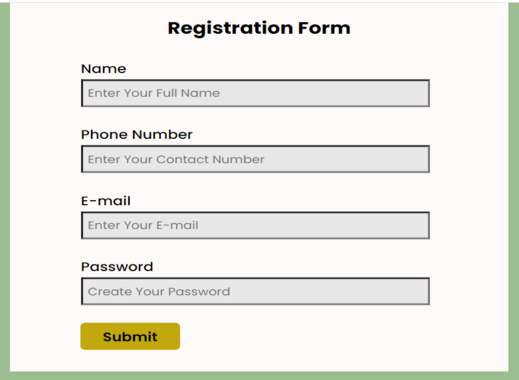 Registration Form
Name
Enter Your Full Name
Phone Number
Enter Your Contact Number
E-mail
Enter Your E-mail
Password
Create Your Password
Submit